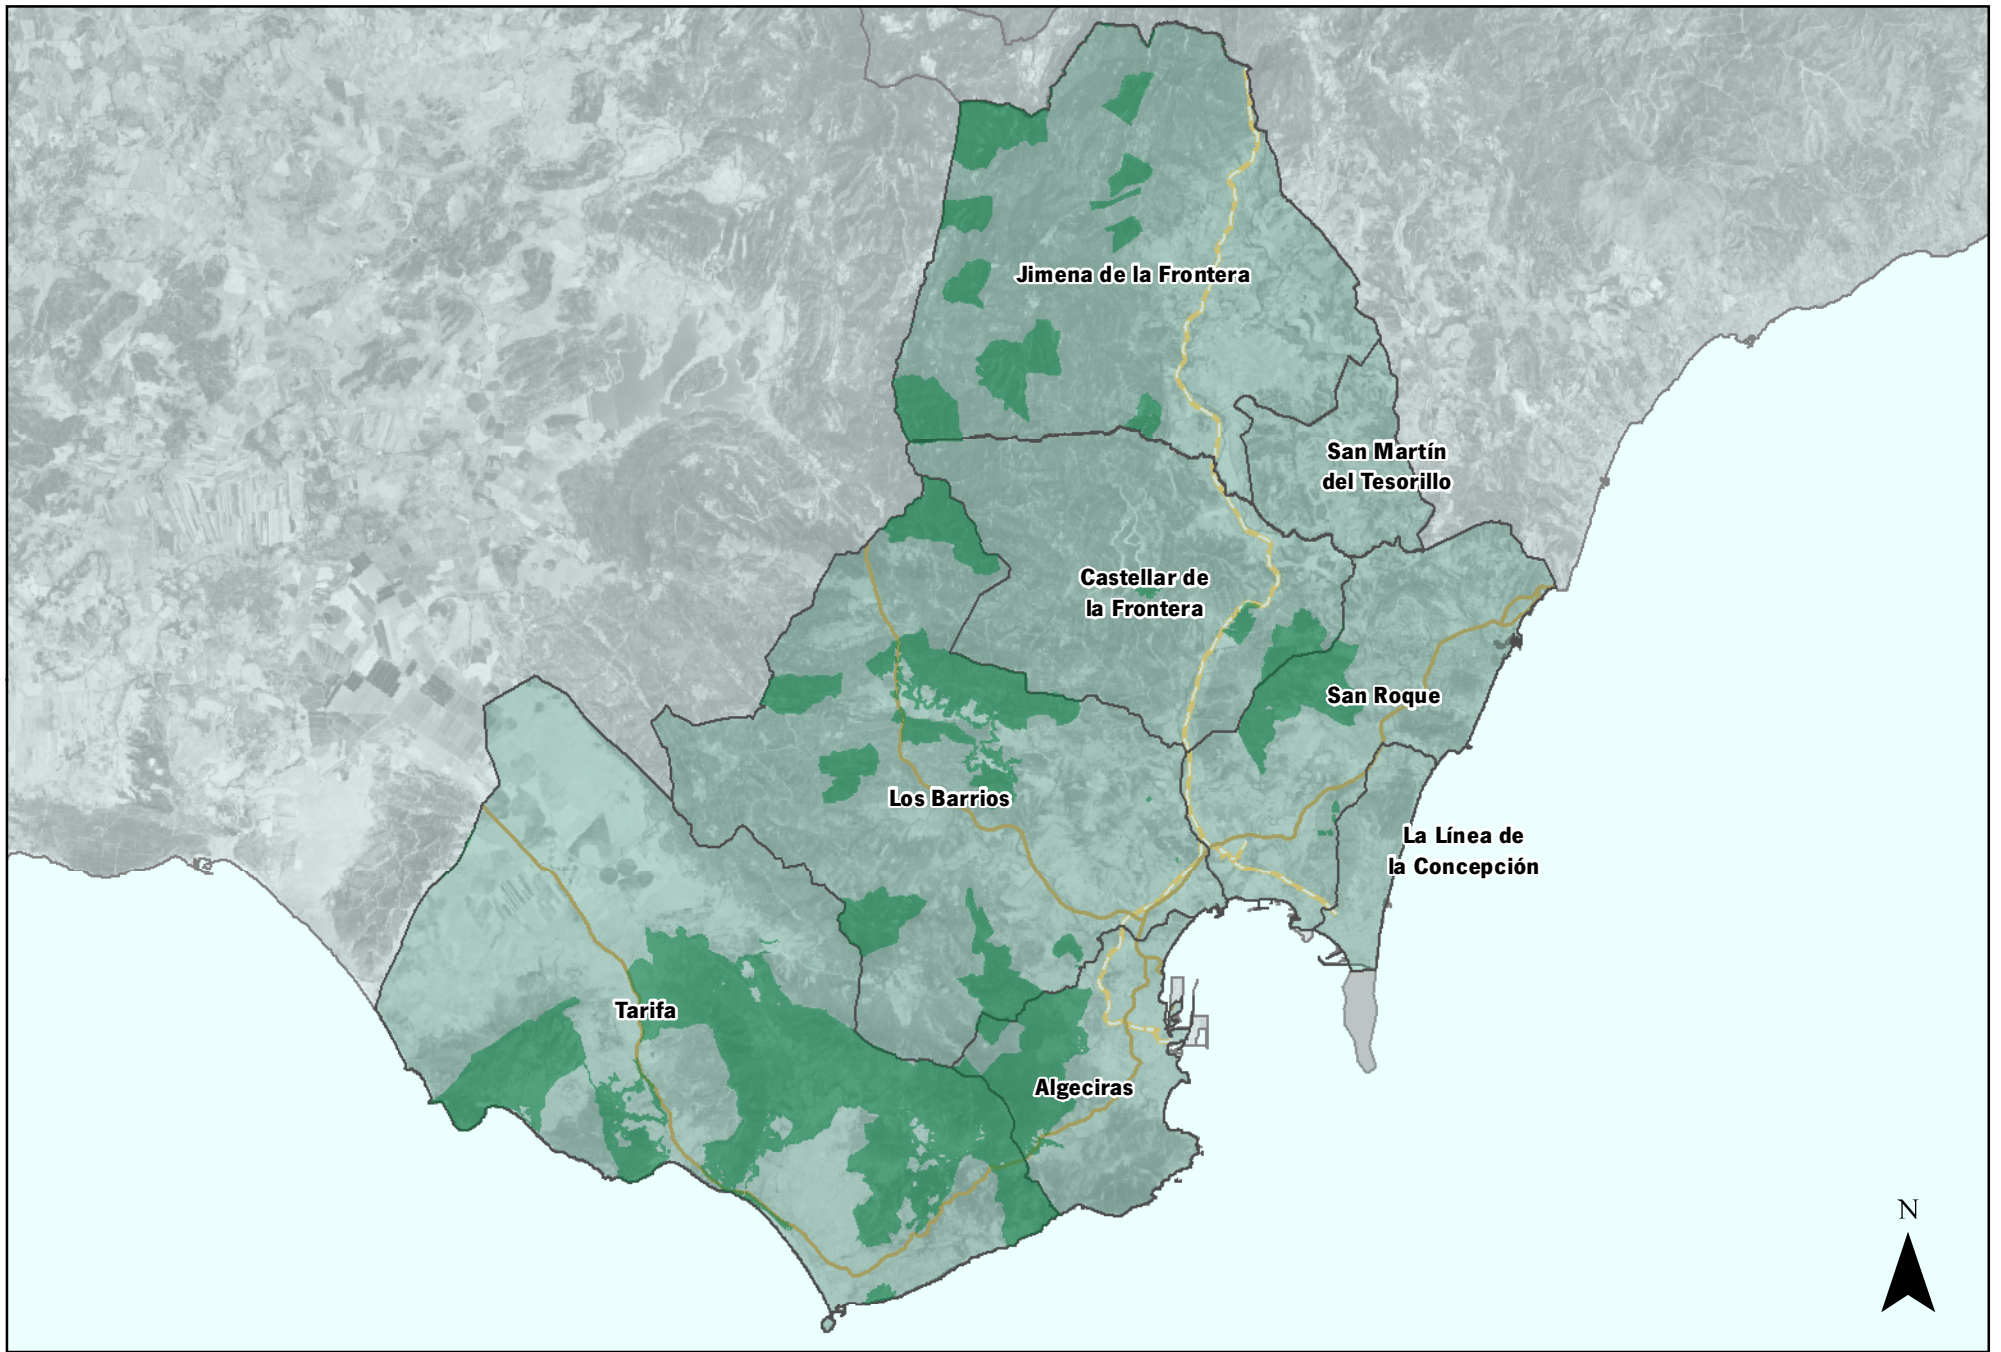 Jimena de la Frontera
San Martín
del Tesorillo
Castellar de
la Frontera
San Roque
Los Barrios
La Línea de
la Concepción
Tarifa
Algeciras
N